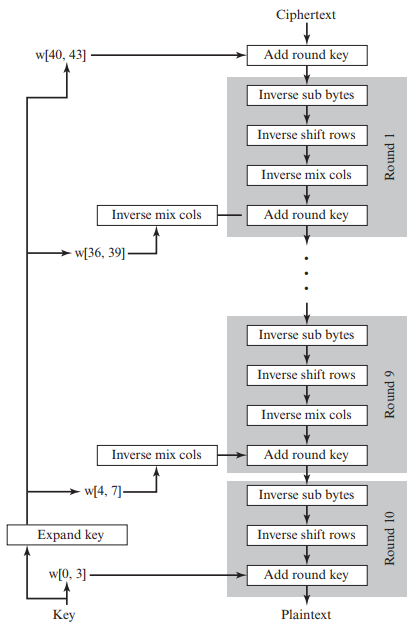 Ciphertext
w[40, 43]
Add round key
Inverse sub bytes
Inverse shift rows
Inverse mix cols
Inverse mix cols
Add round key
Round 1
w[36, 39]
Inverse sub bytes
Inverse shift rows
Inverse mix cols
Inverse mix cols
Add round key
Round 9
w[4, 7]
Inverse sub bytes
Expand key
Inverse shift rows
w[0, 3]
Add round key
Round 10
Key
Plaintext